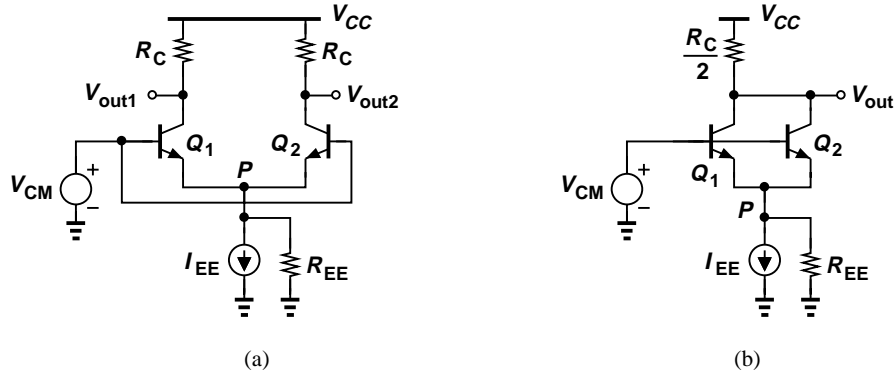 V_CC
R_C
R_C
V_out1
V_out2
Q_1
Q_2
P
V_CM
+
−
I_EE
R_EE
(a)
V_CC
R_C
2
V_out
Q_1
Q_2
V_CM
+
−
P
I_EE
R_EE
(b)